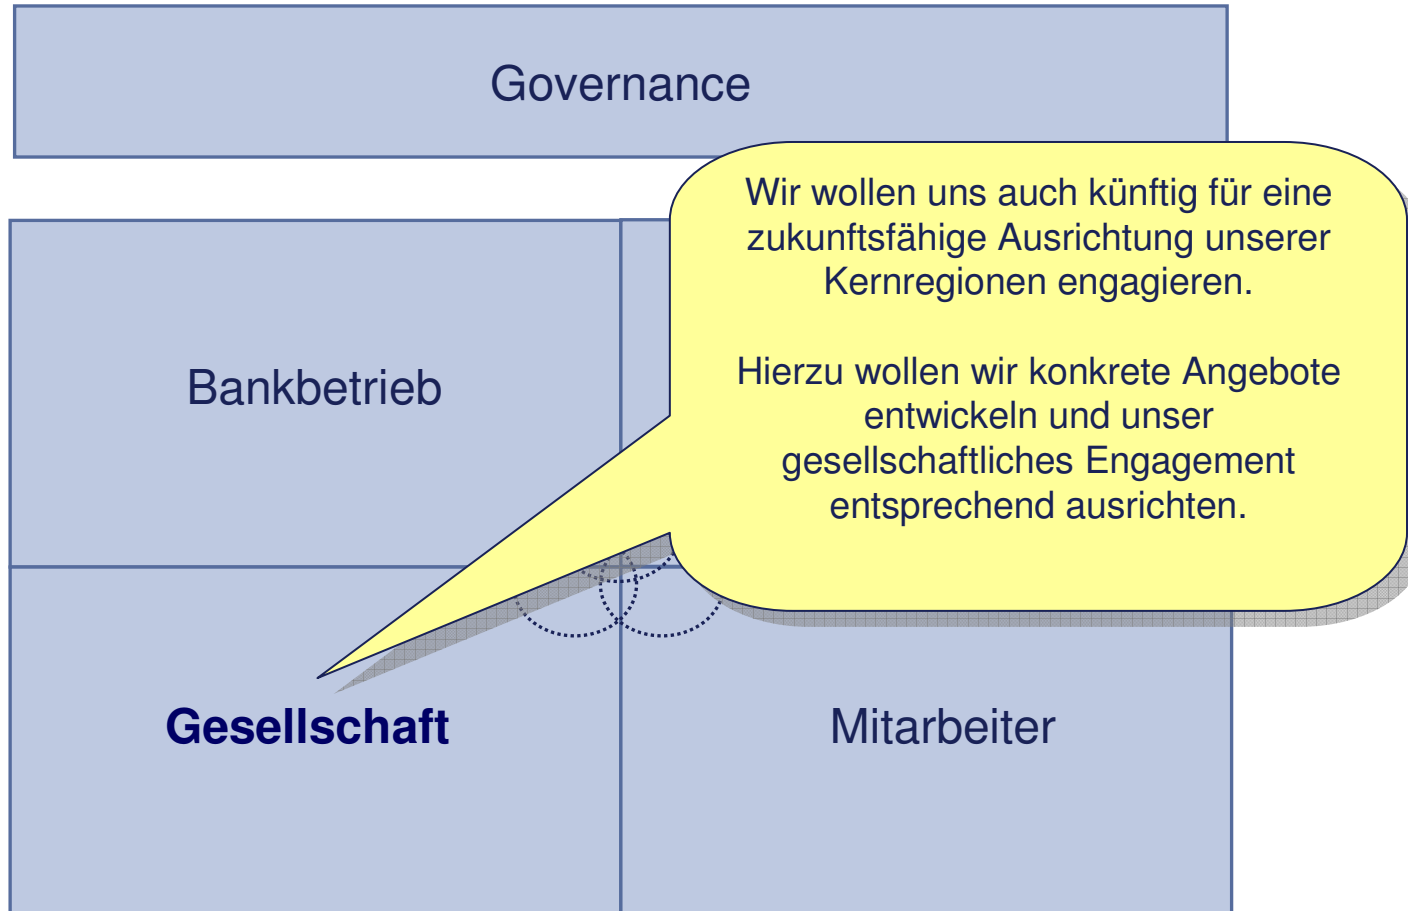 Governance
Wir wollen uns auch künftig für eine
zukunftsfähige Ausrichtung unserer
Kernregionen engagieren.
Hierzu wollen wir konkrete Angebote
entwickeln und unser
gesellschaftliches Engagement
entsprechend ausrichten.
Bankbetrieb
Gesellschaft
Mitarbeiter